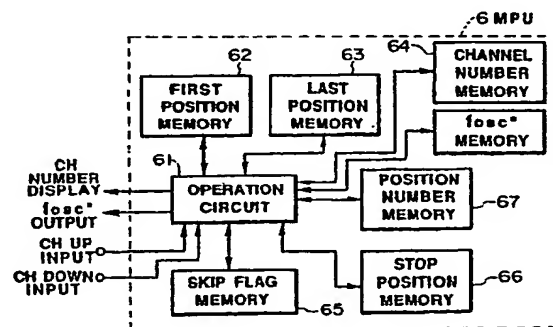 6 MPU
62
63
64
FIRST
POSITION
MEMORY
LAST
POSITION
MEMORY
CHANNEL
NUMBER
MEMORY
fosc*
MEMORY
61
CH
NUMBER
DISPLAY
fosc*
OUTPUT
CH UP
INPUT
CH DOWN
INPUT
OPERATION
CIRCUIT
POSITION
NUMBER
MEMORY
67
SKIP FLAG
MEMORY
65
STOP
POSITION
MEMORY
66